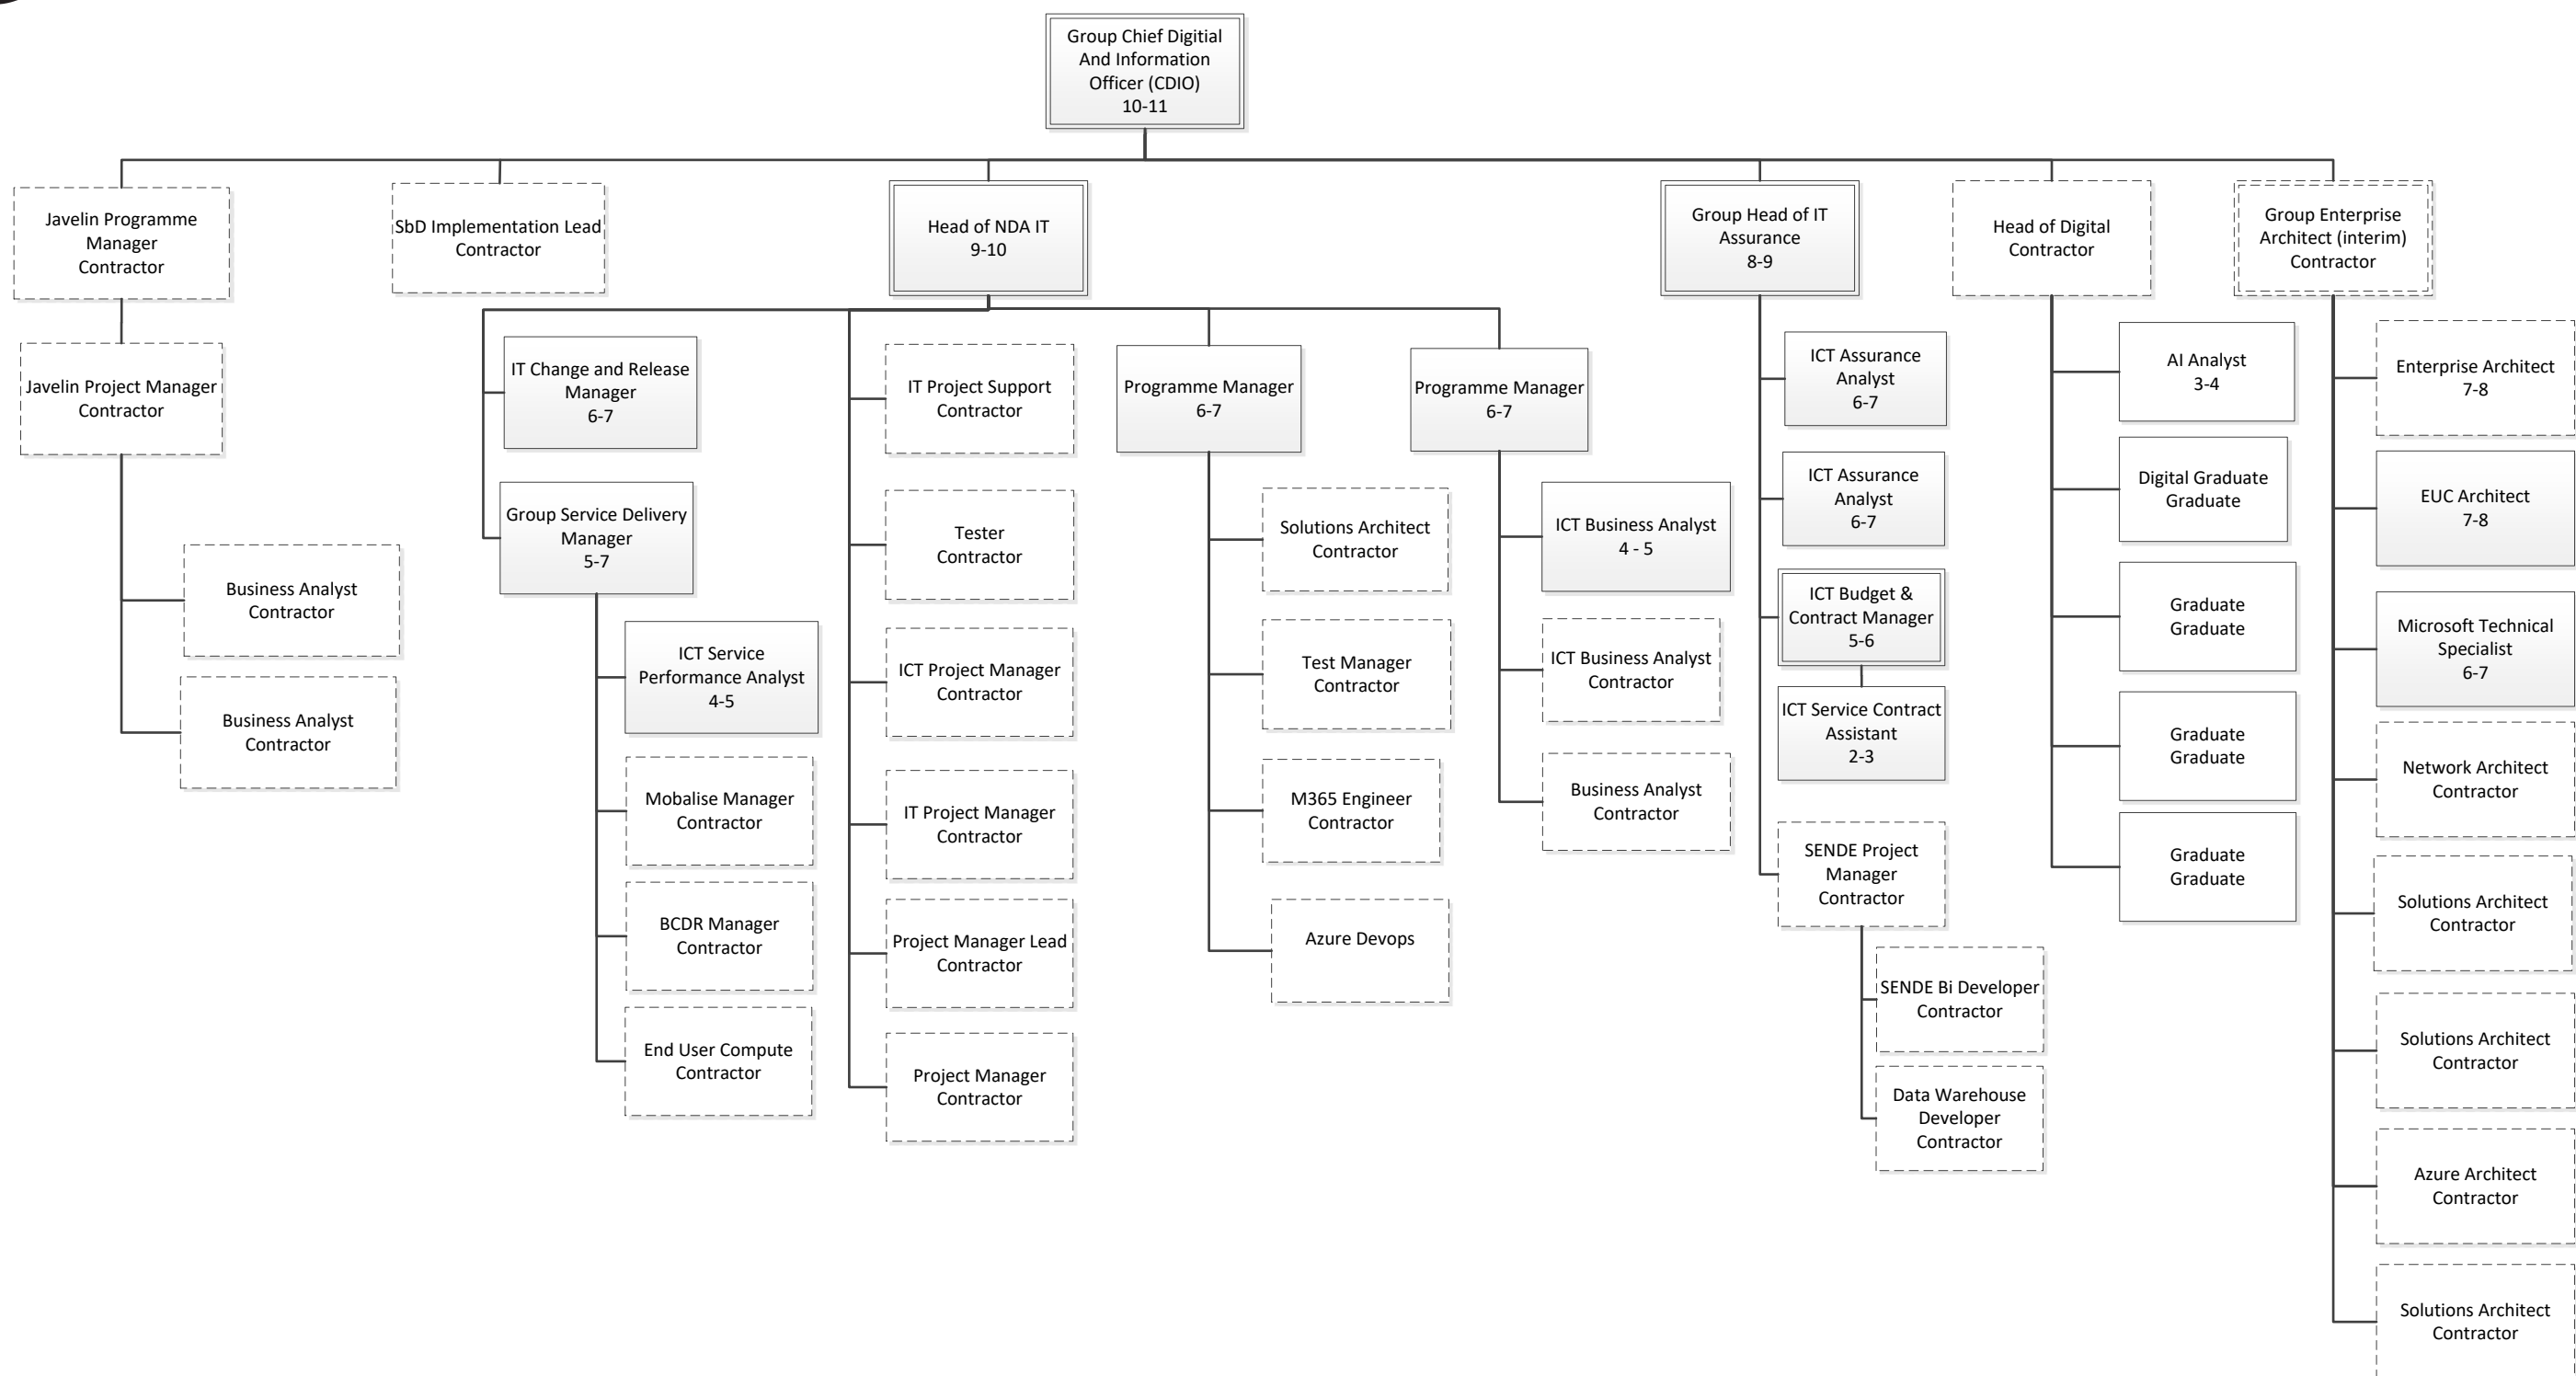 Group Chief Digitial
And Information
Officer (CDIO)
10-11
Javelin Programme
Manager
Contractor
SbD Implementation Lead
Contractor
Head of NDA IT
9-10
Group Head of IT
Assurance
8-9
Head of Digital
Contractor
Group Enterprise
Architect (interim)
Contractor
Javelin Project Manager
Contractor
Business Analyst
Contractor
Business Analyst
Contractor
IT Change and Release
Manager
6-7
Group Service Delivery
Manager
5-7
ICT Service
Performance Analyst
4-5
Mobalise Manager
Contractor
BCDR Manager
Contractor
End User Compute
Contractor
IT Project Support
Contractor
Tester
Contractor
ICT Project Manager
Contractor
IT Project Manager
Contractor
Project Manager Lead
Contractor
Project Manager
Contractor
Programme Manager
6-7
Solutions Architect
Contractor
Test Manager
Contractor
M365 Engineer
Contractor
Azure Devops
Programme Manager
6-7
ICT Business Analyst
4 - 5
ICT Business Analyst
Contractor
Business Analyst
Contractor
ICT Assurance
Analyst
6-7
ICT Assurance
Analyst
6-7
ICT Budget &
Contract Manager
5-6
ICT Service Contract
Assistant
2-3
SENDE Project
Manager
Contractor
SENDE Bi Developer
Contractor
Data Warehouse
Developer
Contractor
AI Analyst
3-4
Digital Graduate
Graduate
Graduate
Graduate
Graduate
Graduate
Graduate
Graduate
Enterprise Architect
7-8
EUC Architect
7-8
Microsoft Technical
Specialist
6-7
Network Architect
Contractor
Solutions Architect
Contractor
Solutions Architect
Contractor
Azure Architect
Contractor
Solutions Architect
Contractor